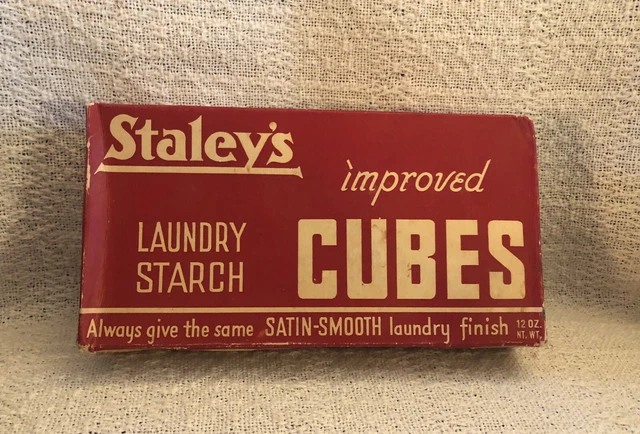 Staley's
improved
LAUNDRY
STARCH
CUBES
Always give the same SATIN-SMOOTH laundry finish
12 OZ.
NT. WT.